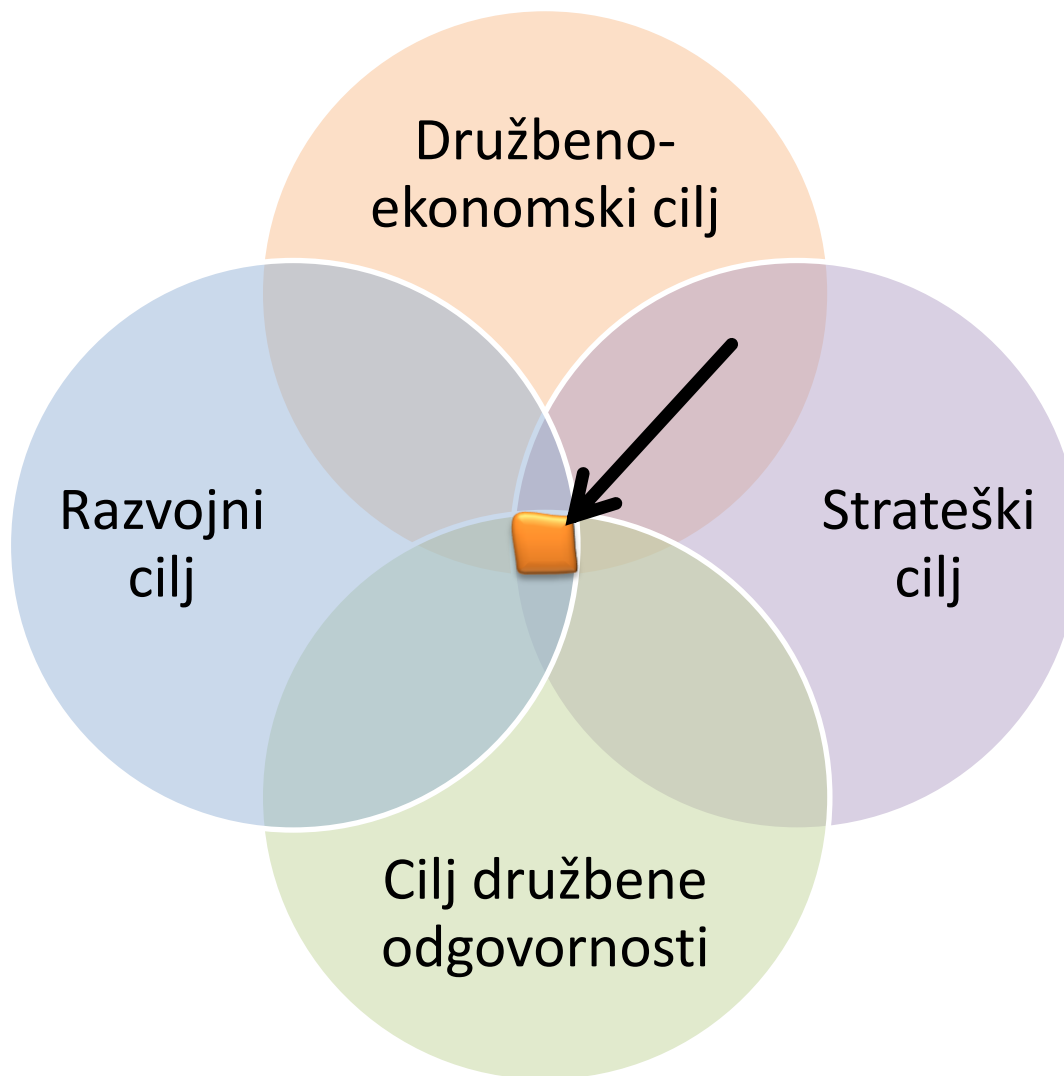 Družbeno-
ekonomski cilj
Razvojni
cilj
Strateški
cilj
Cilj družbene
odgovornosti